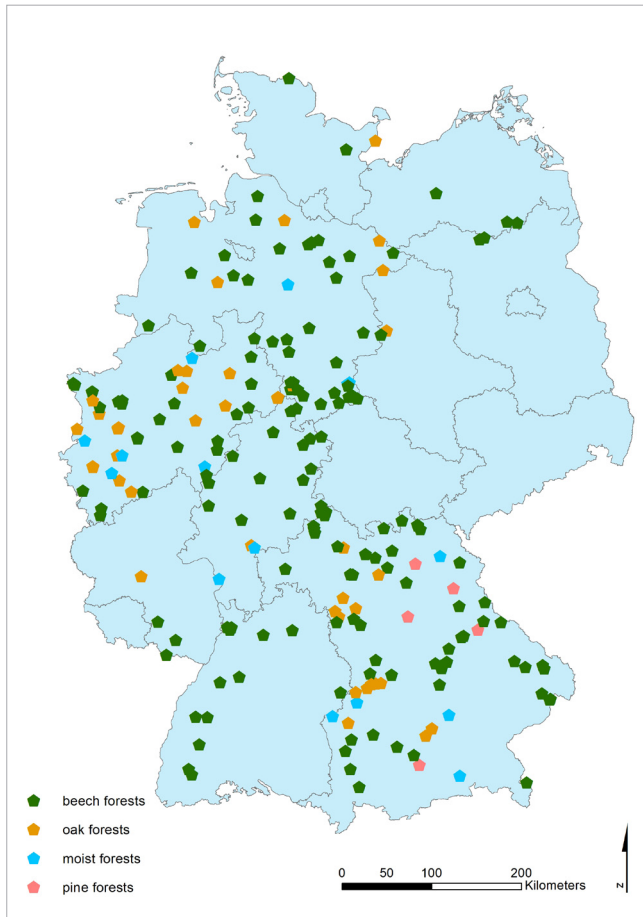 beech forests
oak forests
moist forests
pine forests
0 50 100 200
Kilometers
N